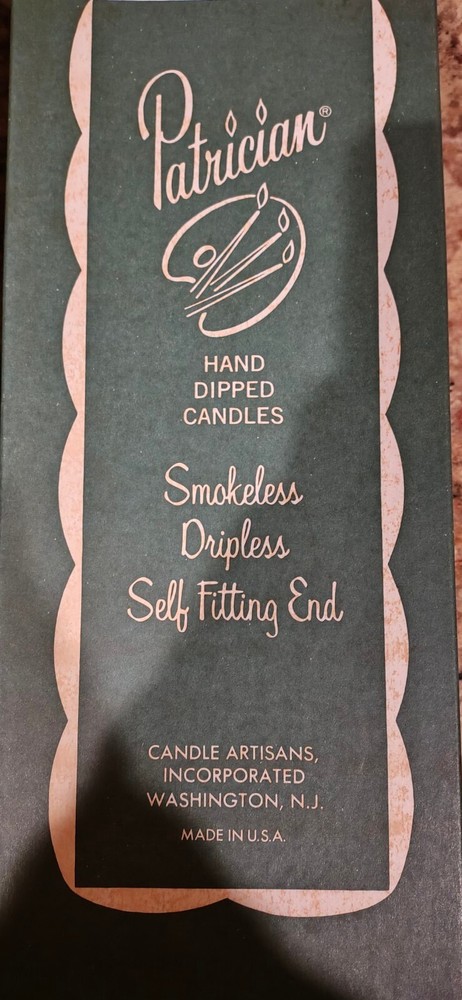 Patrician®
HAND
DIPPED
CANDLES
Smokeless
Dripless
Self Fitting End
CANDLE ARTISANS,
INCORPORATED
WASHINGTON, N.J.
MADE IN U.S.A.